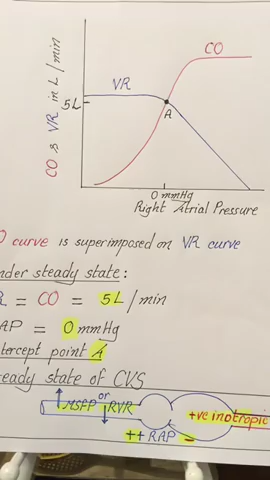 CO
VR
5L
A
CO & VR in L/min
0 mmHg
Right Atrial Pressure
O curve is superimposed on VR curve
nder steady state:
R = CO = 5L/min
AP = 0 mmHg
tercept point A
eady state of CVS
↑ MSFP or RVR ↓
+ve inotropic
++ RAP =